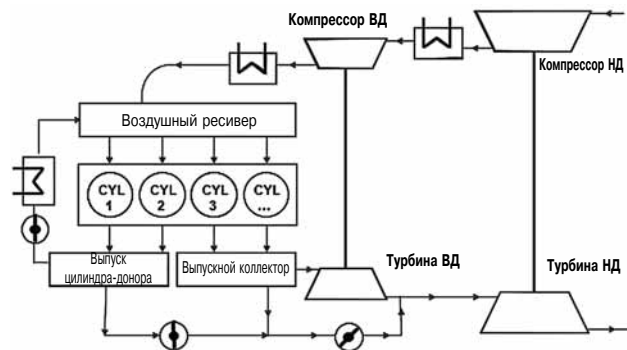 Компрессор ВД
Компрессор НД
Воздушный ресивер
CYL
1
CYL
2
CYL
3
CYL
...
Выпуск
цилиндра-донора
Выпускной коллектор
Турбина ВД
Турбина НД